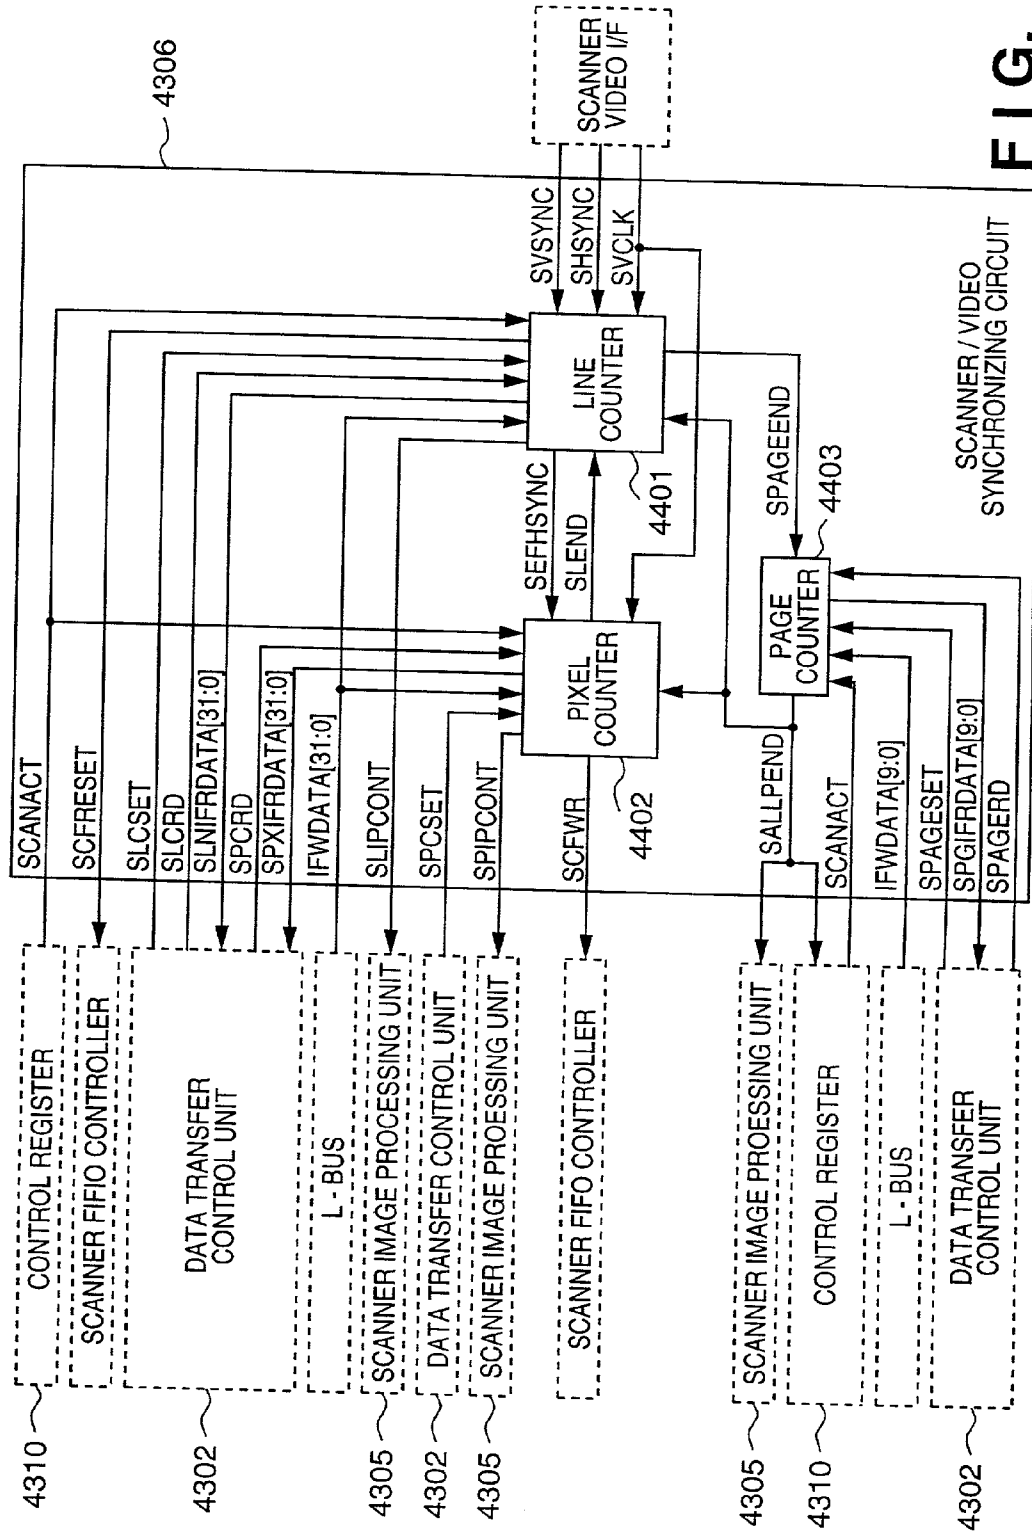 F I G.
4306
SCANNER
VIDEO I/F
SVSYNC
SHSYNC
SVCLK
SCANNER / VIDEO
SYNCHRONIZING CIRCUIT
LINE
COUNTER
4401
SPAGEEND
4403
SEFHSYNC
SLEND
PIXEL
COUNTER
4402
PAGE
COUNTER
SCANACT
SCFRESET
SLCSET
SLCRD
SLNIFRDATA[31:0]
SPCRD
SPXIFRDATA[31:0]
IFWDATA[31:0]
SLIPCONT
SPCSET
SPIPCONT
SCFWR
SALLPEND
SCANACT
IFWDATA[9:0]
SPAGESET
SPGIFRDATA[9:0]
SPAGERD
CONTROL REGISTER
SCANNER FIFIO CONTROLLER
DATA TRANSFER
CONTROL UNIT
L - BUS
SCANNER IMAGE PROCESSING UNIT
DATA TRANSFER CONTROL UNIT
SCANNER IMAGE PROESSING UNIT
SCANNER FIFO CONTROLLER
SCANNER IMAGE PROESSING UNIT
CONTROL REGISTER
L - BUS
DATA TRANSFER
CONTROL UNIT
4310
4302
4305
4302
4305
4305
4310
4302